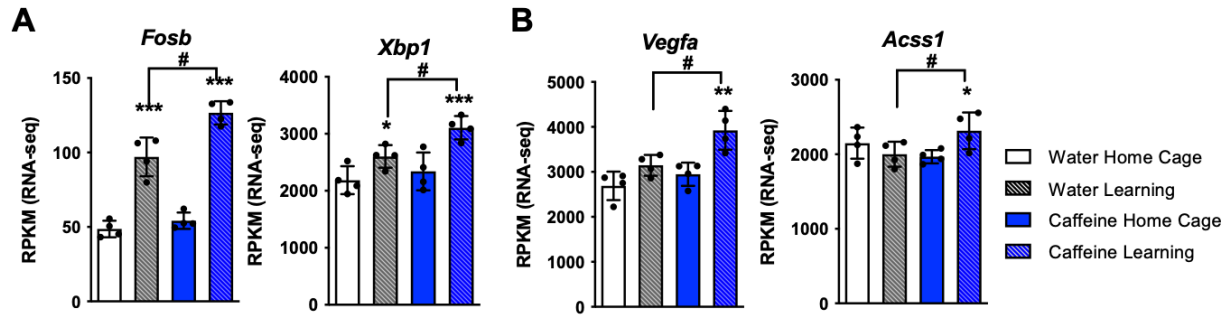 A
Fosb
#
***
***
RPKM (RNA-seq)
150
100
50
0
Xbp1
#
*
***
RPKM (RNA-seq)
4000
3000
2000
1000
0
B
Vegfa
#
**
RPKM (RNA-seq)
5000
4000
3000
2000
1000
0
Acss1
#
*
RPKM (RNA-seq)
3000
2000
1000
0
Water Home Cage
Water Learning
Caffeine Home Cage
Caffeine Learning